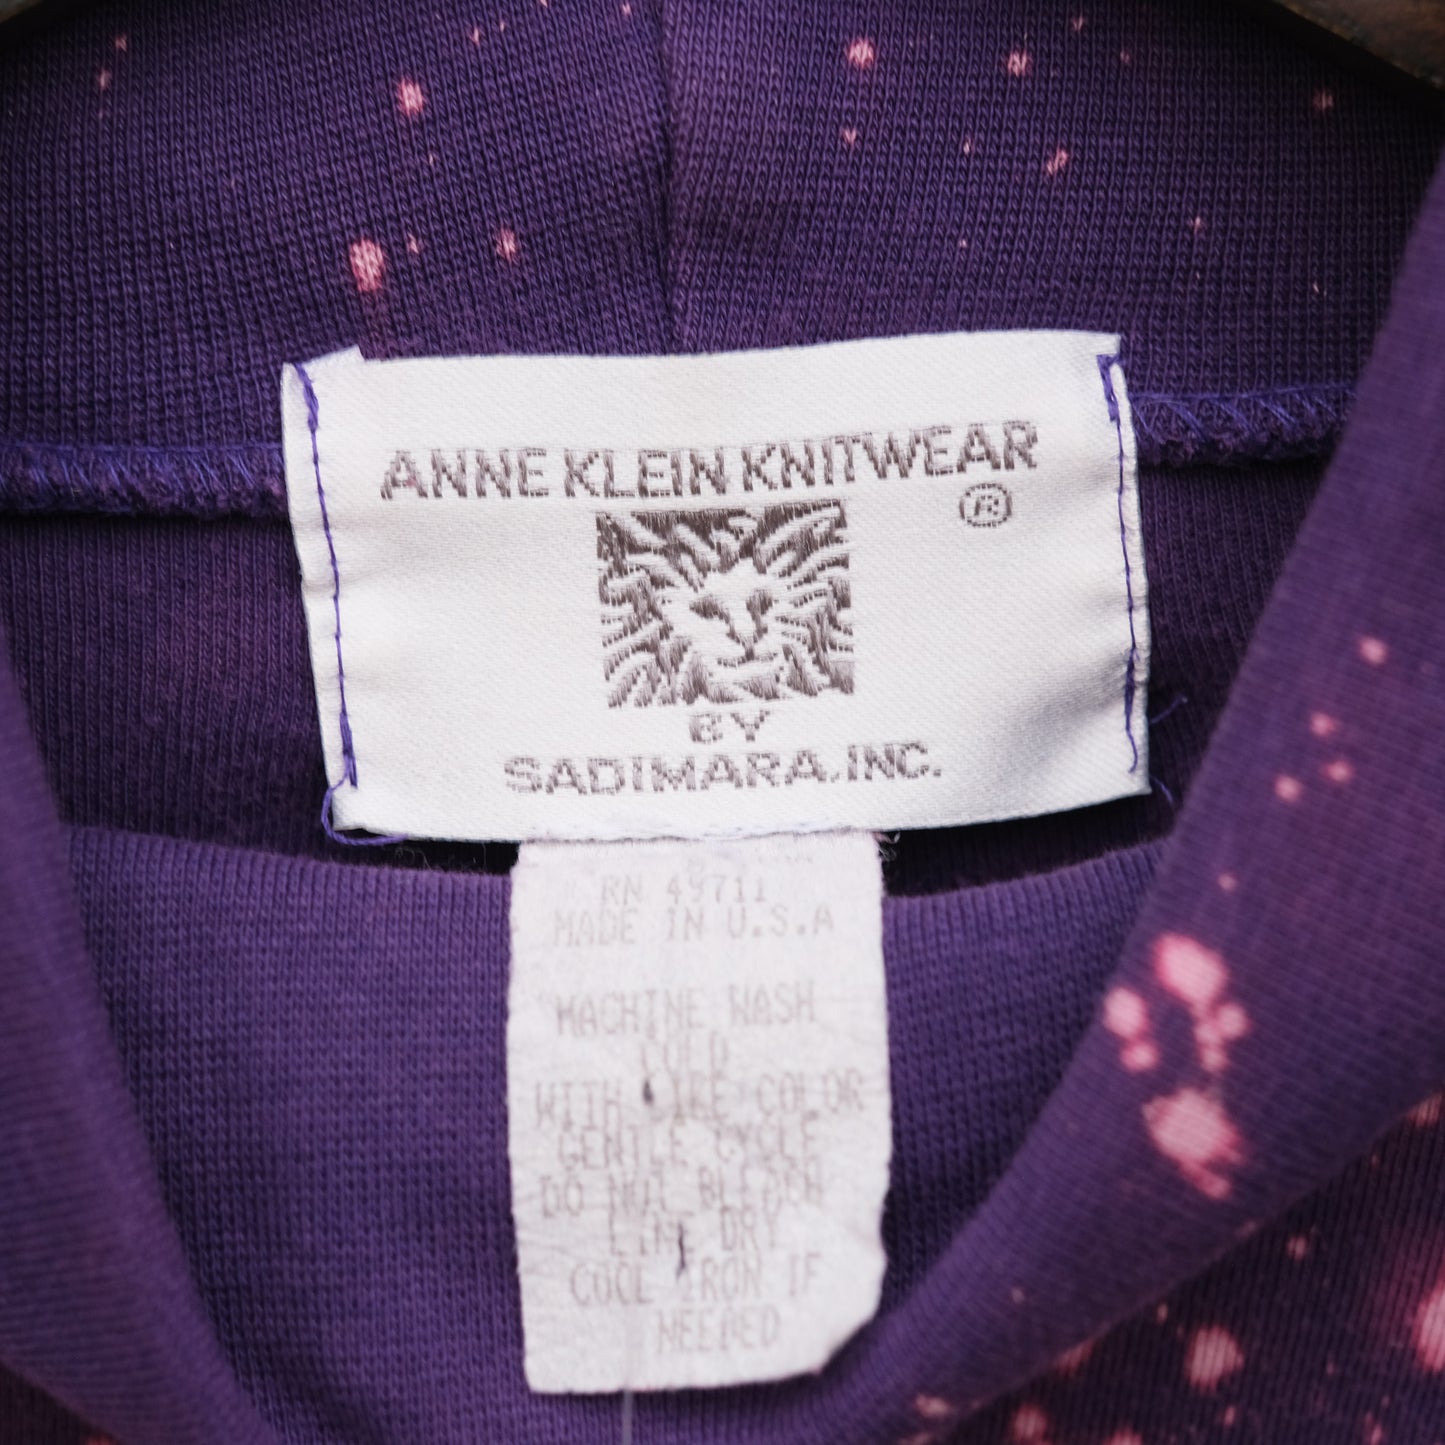 ANNE KLEIN KNITWEAR
®
BY
SADIMARA, INC.
RN 49711
MADE IN U.S.A
MACHINE WASH
COLD
WITH LIKE COLOR
GENTLE CYCLE
DO NOT BLEACH
LINE DRY
COOL IRON IF
NEEDED